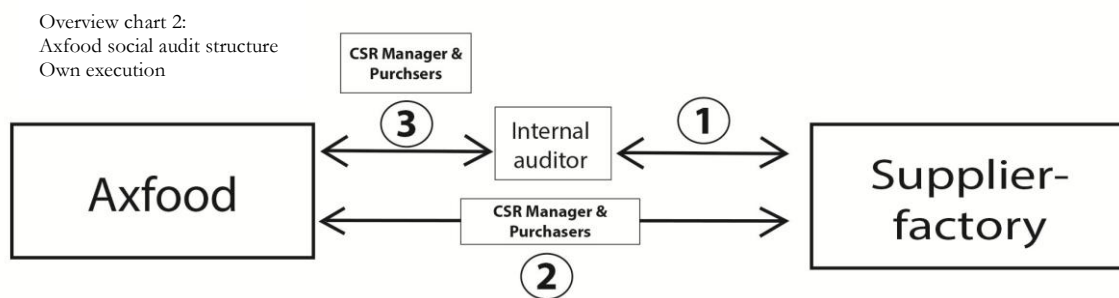 Overview chart 2:
Axfood social audit structure
Own execution
CSR Manager &
Purchsers
3
1
Internal
auditor
Axfood
Supplier-
factory
CSR Manager &
Purchasers
2